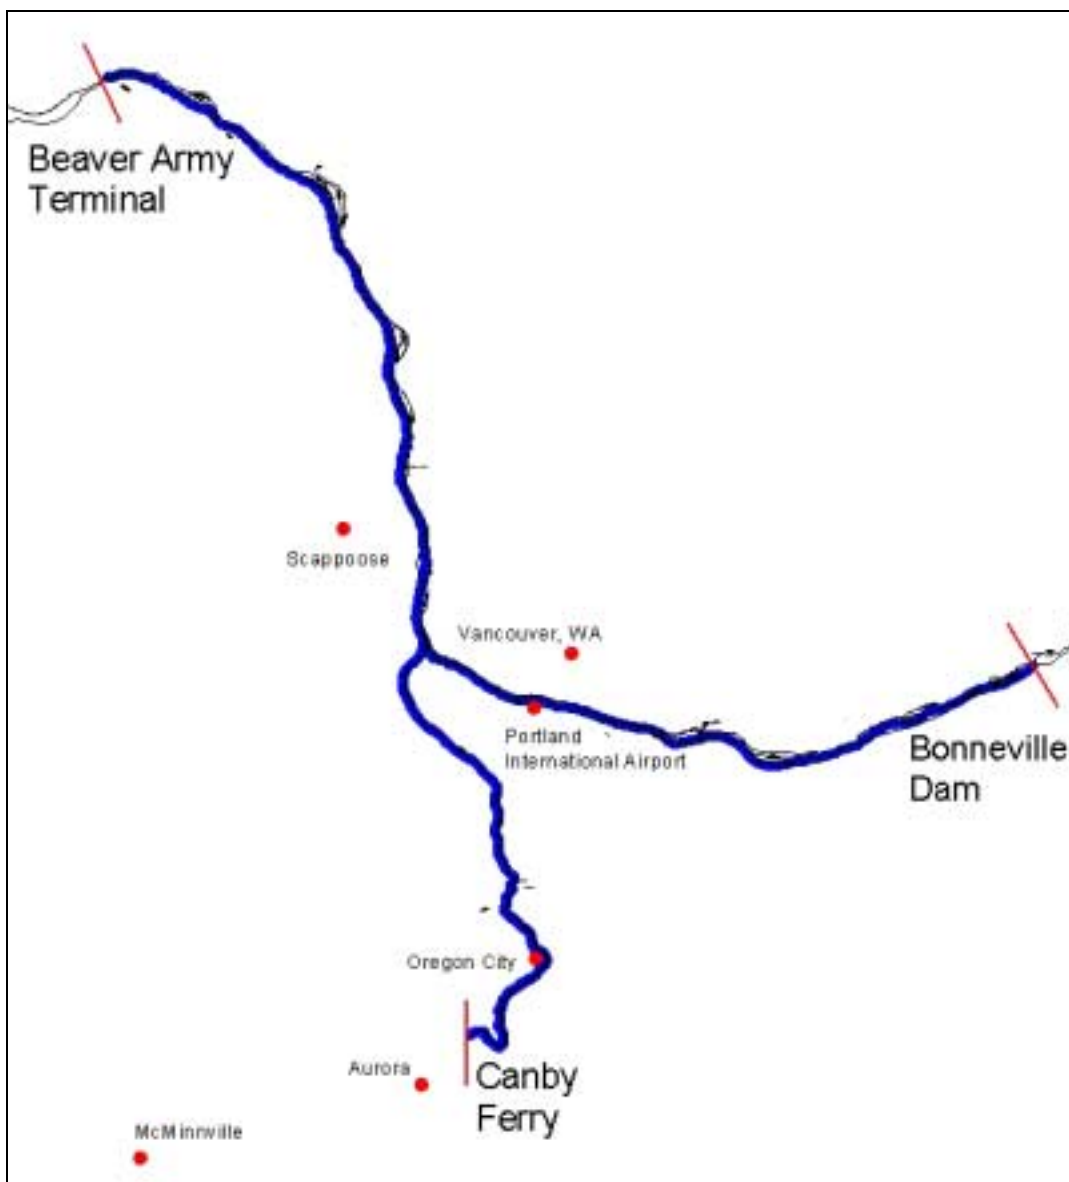 Beaver Army
Terminal
Scappoose
Vancouver, WA
Portland
International Airport
Bonneville
Dam
Oregon City
Aurora
Canby
Ferry
McMinnville